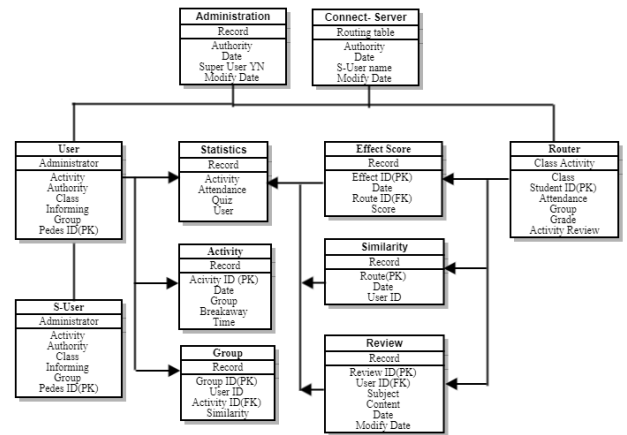 Administration
Record
Authority
Date
Super User YN
Modify Date
Connect- Server
Routing table
Authority
Date
S-User name
Modify Date
User
Administrator
Activity
Authority
Class
Informing
Group
Pedes ID(PK)
Statistics
Record
Activity
Attendance
Quiz
User
Effect Score
Record
Effect ID(PK)
Date
Route ID(FK)
Score
Router
Class Activity
Class
Student ID(PK)
Attendance
Group
Grade
Activity Review
Activity
Record
Acivity ID (PK)
Date
Group
Breakaway
Time
Similarity
Record
Route(PK)
Date
User ID
S-User
Administrator
Activity
Authority
Class
Informing
Group
Pedes ID(PK)
Group
Record
Group ID(PK)
User ID
Activity ID(FK)
Similarity
Review
Record
Review ID(PK)
User ID(FK)
Subject
Content
Date
Modify Date